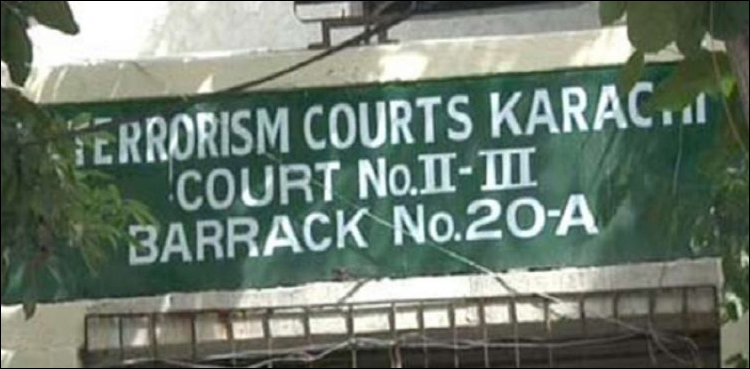 TERRORISM COURTS KARACHI
COURT No.II-III
BARRACK No.20-A